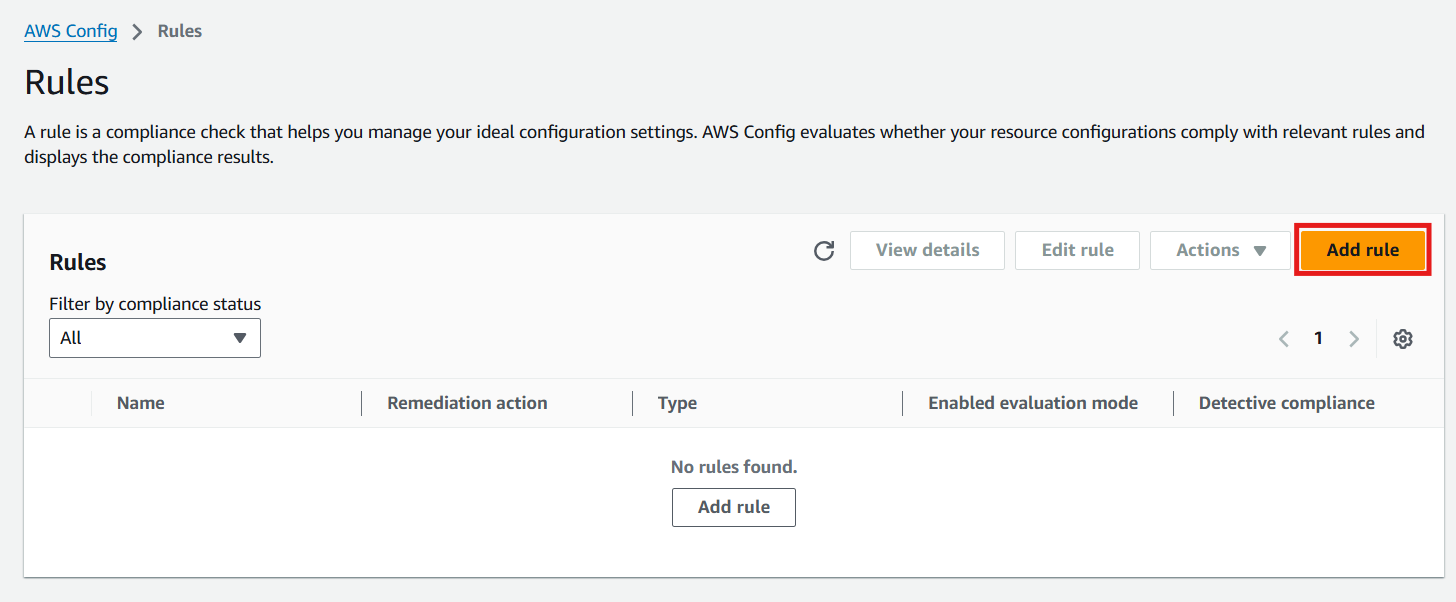 AWS Config > Rules
Rules
A rule is a compliance check that helps you manage your ideal configuration settings. AWS Config evaluates whether your resource configurations comply with relevant rules and
displays the compliance results.
Rules
View details Edit rule Actions Add rule
Filter by compliance status
All
1
Name Remediation action Type Enabled evaluation mode Detective compliance
No rules found.
Add rule